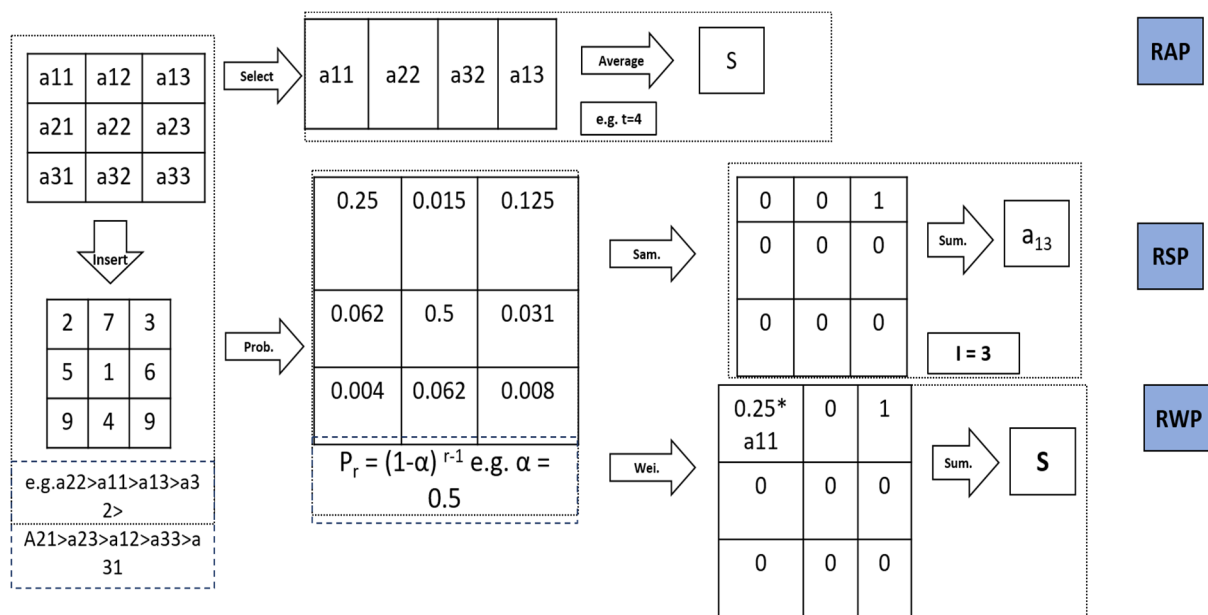 a11 a12 a13
a21 a22 a23
a31 a32 a33
Select
a11 a22 a32 a13
Average
e.g. t=4
S
RAP
Insert
2 7 3
5 1 6
9 4 9
e.g.a22>a11>a13>a3
2>
A21>a23>a12>a33>a
31
Prob.
0.25 0.015 0.125
0.062 0.5 0.031
0.004 0.062 0.008
Pr = (1-α) r-1 e.g. α =
0.5
Sam.
0 0 1
0 0 0
0 0 0
Sum.
a13
I = 3
RSP
Wei.
0.25* 0 1
a11
0 0 0
0 0 0
Sum.
S
RWP